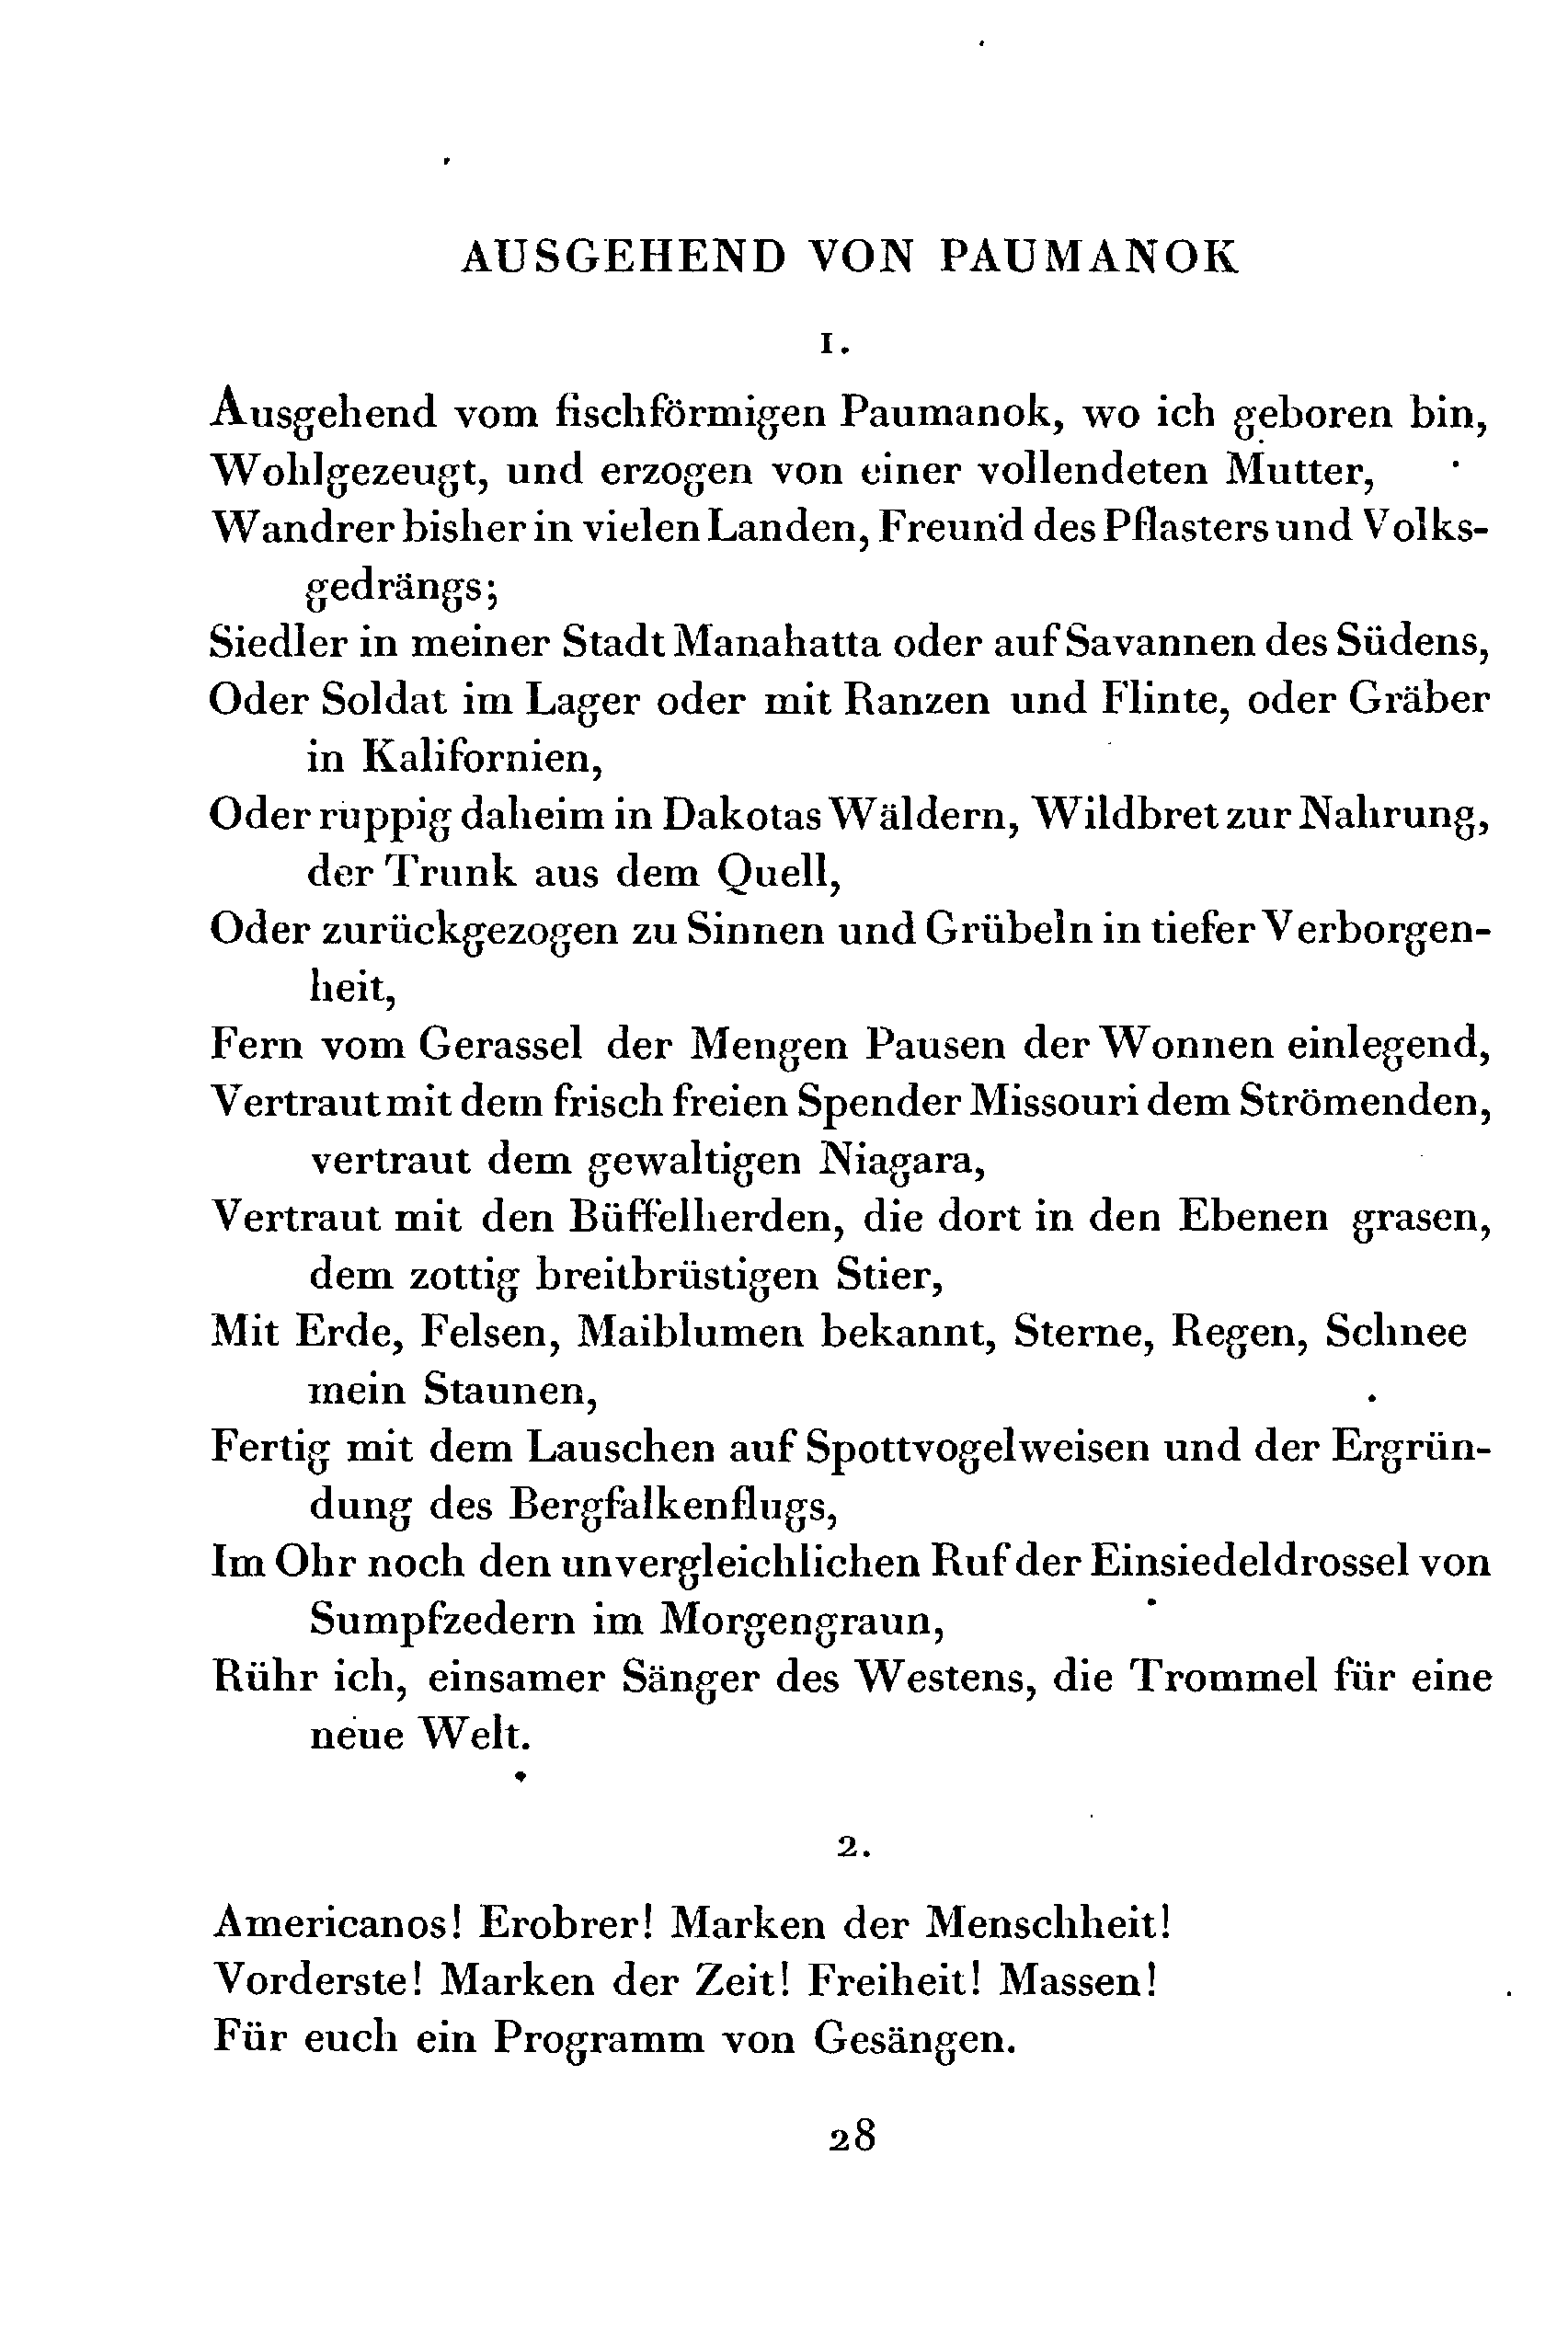 AUSGEHEND VON PAUMANOK
1.
Ausgehend vom fischförmigen Paumanok, wo ich geboren bin,
Wohlgezeugt, und erzogen von einer vollendeten Mutter,
Wandrer bisher in vielen Landen, Freund des Pflasters und Volks-
gedrängs;
Siedler in meiner Stadt Manahatta oder auf Savannen des Südens,
Oder Soldat im Lager oder mit Ranzen und Flinte, oder Gräber
in Kalifornien,
Oder ruppig daheim in Dakotas Wäldern, Wildbret zur Nahrung,
der Trunk aus dem Quell,
Oder zurückgezogen zu Sinnen und Grübeln in tiefer Verborgen-
heit,
Fern vom Gerassel der Mengen Pausen der Wonnen einlegend,
Vertraut mit dem frisch freien Spender Missouri dem Strömenden,
vertraut dem gewaltigen Niagara,
Vertraut mit den Büffelherden, die dort in den Ebenen grasen,
dem zottig breitbrüstigen Stier,
Mit Erde, Felsen, Maiblumen bekannt, Sterne, Regen, Schnee
mein Staunen,
Fertig mit dem Lauschen auf Spottvogelweisen und der Ergrün-
dung des Bergfalkenflugs,
Im Ohr noch den unvergleichlichen Ruf der Einsiedeldrossel von
Sumpfzedern im Morgengraun,
Rühr ich, einsamer Sänger des Westens, die Trommel für eine
neue Welt.
2.
Americanos! Erobrer! Marken der Menschheit!
Vorderste! Marken der Zeit! Freiheit! Massen!
Für euch ein Programm von Gesängen.
28